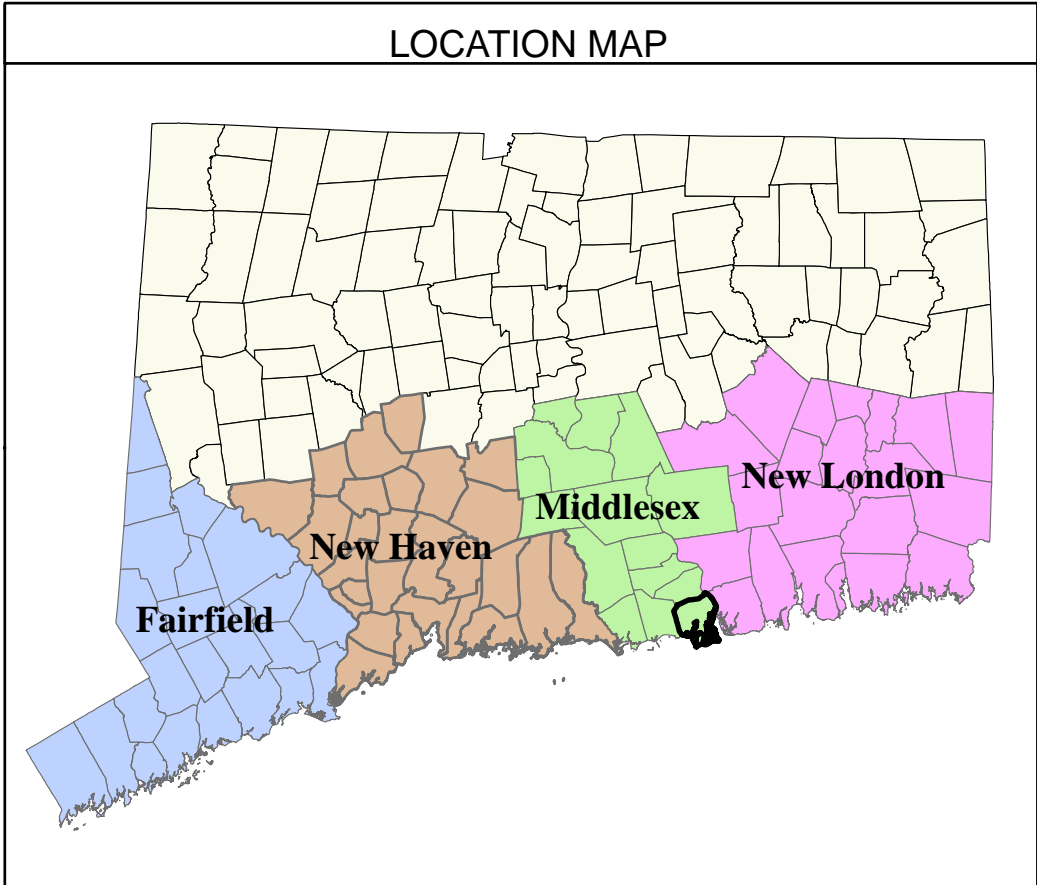 LOCATION MAP
New London
Middlesex
New Haven
Fairfield